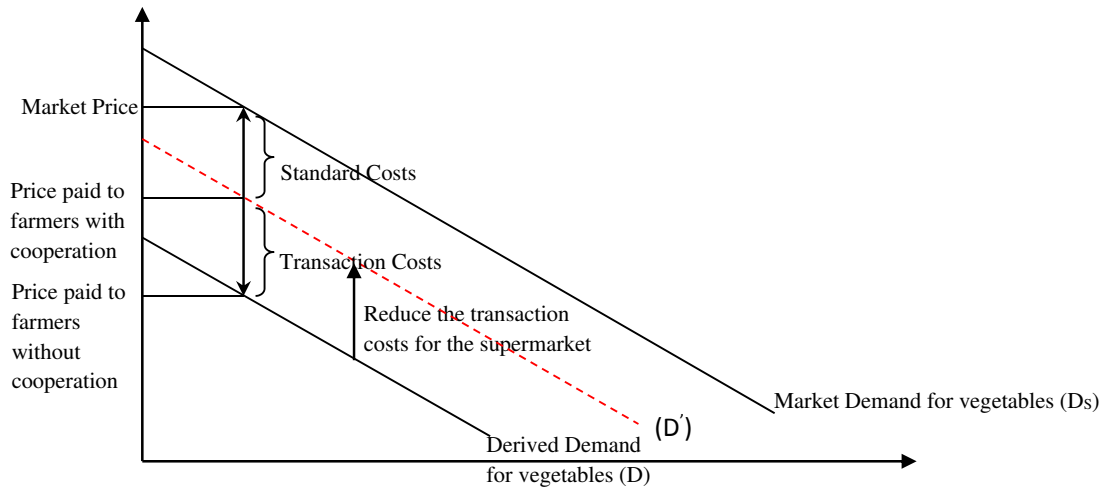 Market Price
Standard Costs
Price paid to
farmers with
cooperation
Transaction Costs
Price paid to
farmers
without
cooperation
Reduce the transaction
costs for the supermarket
Market Demand for vegetables (Ds)
(D′)
Derived Demand
for vegetables (D)